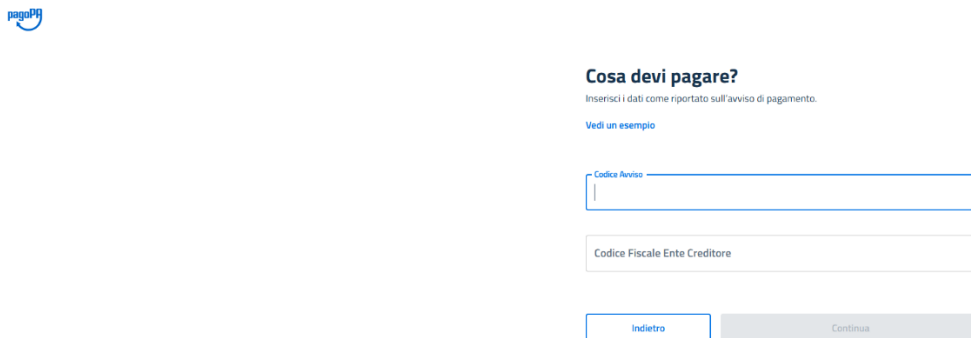 pagoPA
Cosa devi pagare?
Inserisci i dati come riportato sull'avviso di pagamento.
Vedi un esempio
Codice Avviso
Codice Fiscale Ente Creditore
Indietro Continua